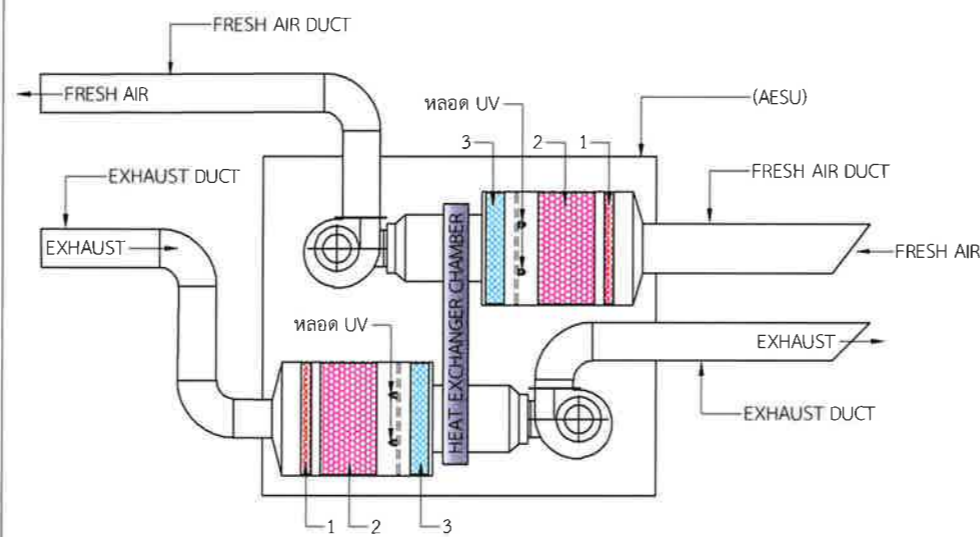 FRESH AIR DUCT
FRESH AIR
หลอด UV
(AESU)
3
2
1
EXHAUST DUCT
FRESH AIR DUCT
EXHAUST
FRESH AIR
HEAT EXCHANGER CHAMBER
หลอด UV
EXHAUST
EXHAUST DUCT
1
2
3